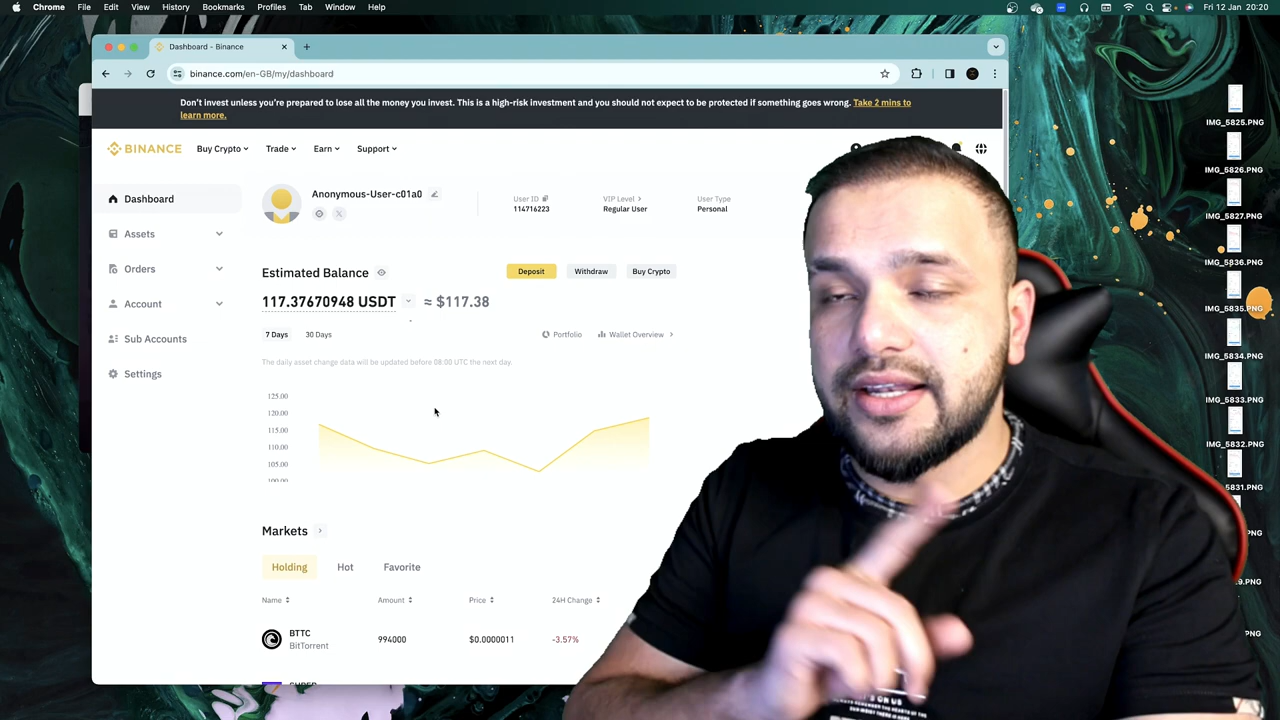 Chrome File Edit View History Bookmarks Profiles Tab Window Help Fri 12 Jan 20:20
Dashboard - Binance
binance.com/en-GB/my/dashboard
Don't invest unless you're prepared to lose all the money you invest. This is a high-risk investment and you should not expect to be protected if something goes wrong. Take 2 mins to
learn more.
BINANCE Buy Crypto Trade Earn Support
Dashboard
Assets
Orders
Account
Sub Accounts
Settings
Anonymous-User-c01a0
User ID
114716223
VIP Level
Regular User
User Type
Personal
Estimated Balance
Deposit Withdraw Buy Crypto
117.37670948 USDT ≈ $117.38
7 Days 30 Days Portfolio Wallet Overview
The daily asset change data will be updated before 08:00 UTC the next day.
125.00
120.00
115.00
110.00
105.00
100.00
Markets
Holding Hot Favorite
Name Amount Price 24H Change
BTTC 994000 $0.0000011 -3.57%
BitTorrent
SUPER
IMG_5825.PNG
IMG_5826.PNG
IMG_5827.PNG
IMG_5836.PNG
IMG_5835.PNG
IMG_5834.PNG
IMG_5833.PNG
IMG_5832.PNG
5831.PNG
9.PNG
PNG